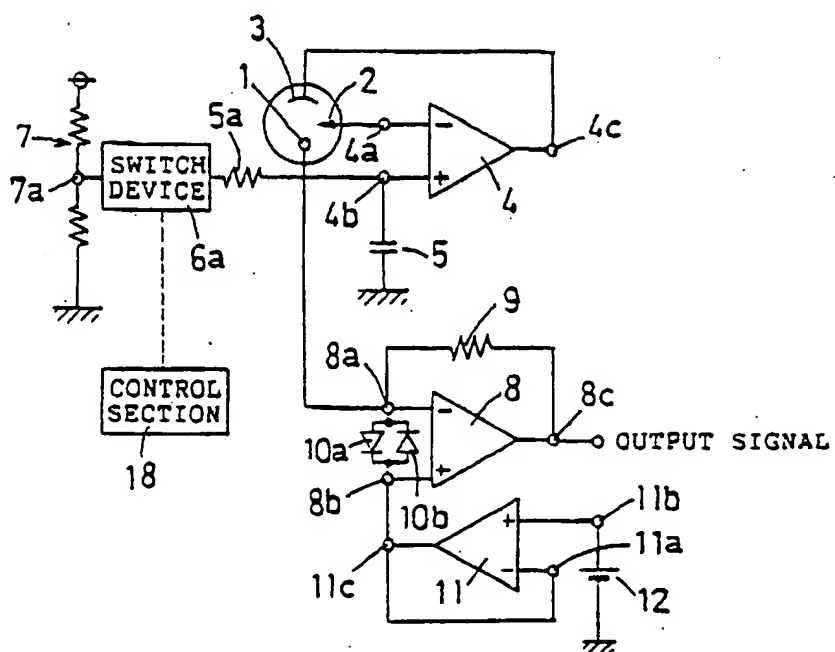 3
1
2
5a
7
7a
SWITCH
DEVICE
6a
4a
4b
4
4c
5
9
8a
8
8c
OUTPUT SIGNAL
CONTROL
SECTION
18
10a
8b
10b
11b
11a
11c
11
12